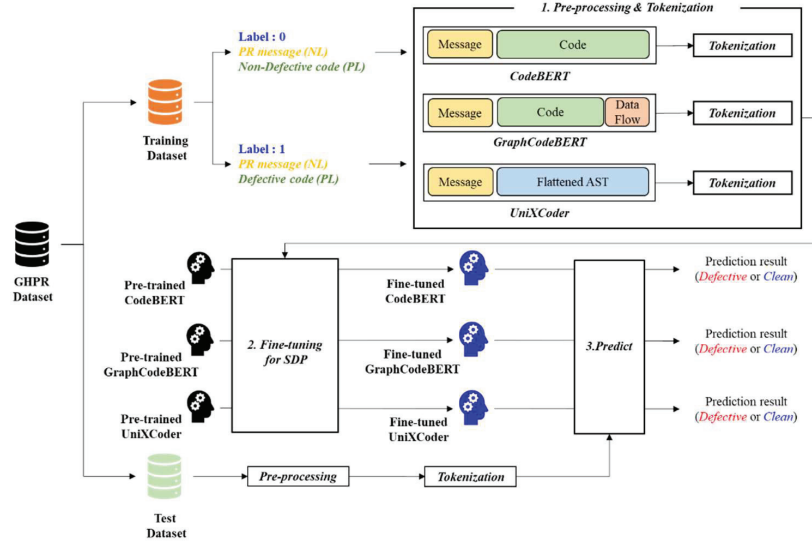 1. Pre-processing & Tokenization
Label : 0
PR message (NL)
Non-Defective code (PL)
Message
Code
Tokenization
CodeBERT
Training
Dataset
Message
Code
Data
Flow
Tokenization
GraphCodeBERT
Label : 1
PR message (NL)
Defective code (PL)
Message
Flattened AST
Tokenization
UniXCoder
GHPR
Dataset
Pre-trained
CodeBERT
Fine-tuned
CodeBERT
Prediction result
(Defective or Clean)
Pre-trained
GraphCodeBERT
2. Fine-tuning
for SDP
Fine-tuned
GraphCodeBERT
3.Predict
Prediction result
(Defective or Clean)
Pre-trained
UniXCoder
Fine-tuned
UniXCoder
Prediction result
(Defective or Clean)
Pre-processing
Tokenization
Test
Dataset